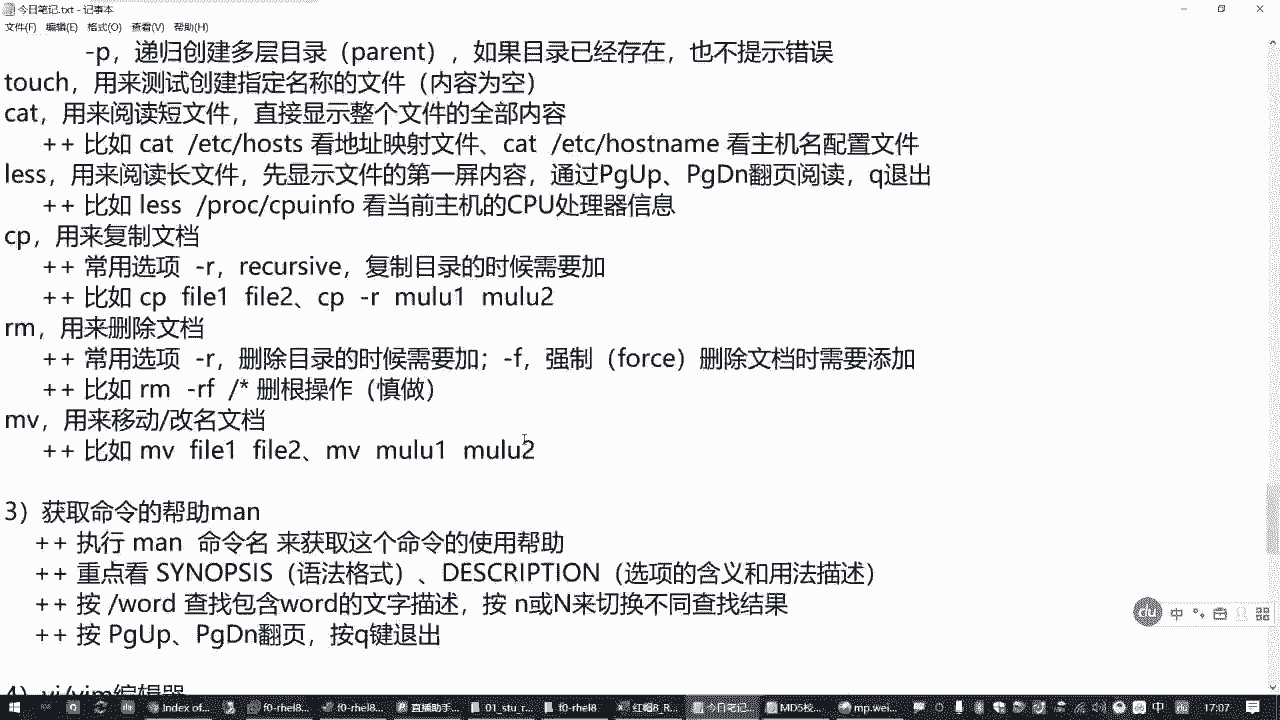 今日笔记.txt - 记事本
文件(F) 编辑(E) 格式(O) 查看(V) 帮助(H)
-p，递归创建多层目录（parent），如果目录已经存在，也不提示错误
touch，用来测试创建指定名称的文件（内容为空）
cat，用来阅读短文件，直接显示整个文件的全部内容
++ 比如 cat /etc/hosts 看地址映射文件、cat /etc/hostname 看主机名配置文件
less，用来阅读长文件，先显示文件的第一屏内容，通过PgUp、PgDn翻页阅读，q退出
++ 比如 less /proc/cpuinfo 看当前主机的CPU处理器信息
cp，用来复制文档
++ 常用选项 -r，recursive，复制目录的时候需要加
++ 比如 cp file1 file2、cp -r mulu1 mulu2
rm，用来删除文档
++ 常用选项 -r，删除目录的时候需要加；-f，强制（force）删除文档时需要添加
++ 比如 rm -rf /* 删根操作（慎做）
mv，用来移动/改名文档
++ 比如 mv file1 file2、mv mulu1 mulu2
3）获取命令的帮助man
++ 执行 man 命令名 来获取这个命令的使用帮助
++ 重点看 SYNOPSIS（语法格式）、DESCRIPTION（选项的含义和用法描述）
++ 按 /word 查找包含word的文字描述，按 n或N来切换不同查找结果
++ 按 PgUp、PgDn翻页，按q键退出
du 中
4）vi/vim编辑器
Index of... f0-rhel8... f0-rhel8... 直播助手... 01_stu_r... f0-rhel8 红帽8_R... 今日笔记... MD5校... mp.wei... 中 17:07